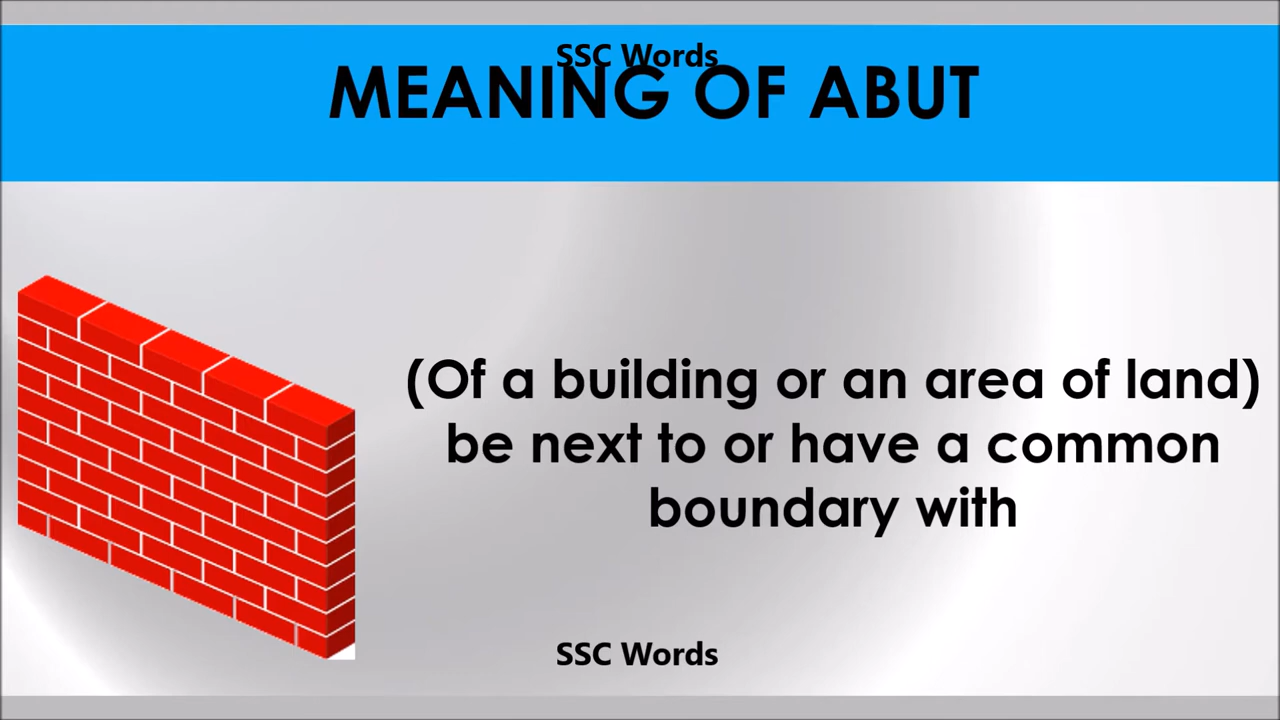 SSC Words
MEANING OF ABUT
(Of a building or an area of land)
be next to or have a common
boundary with
SSC Words